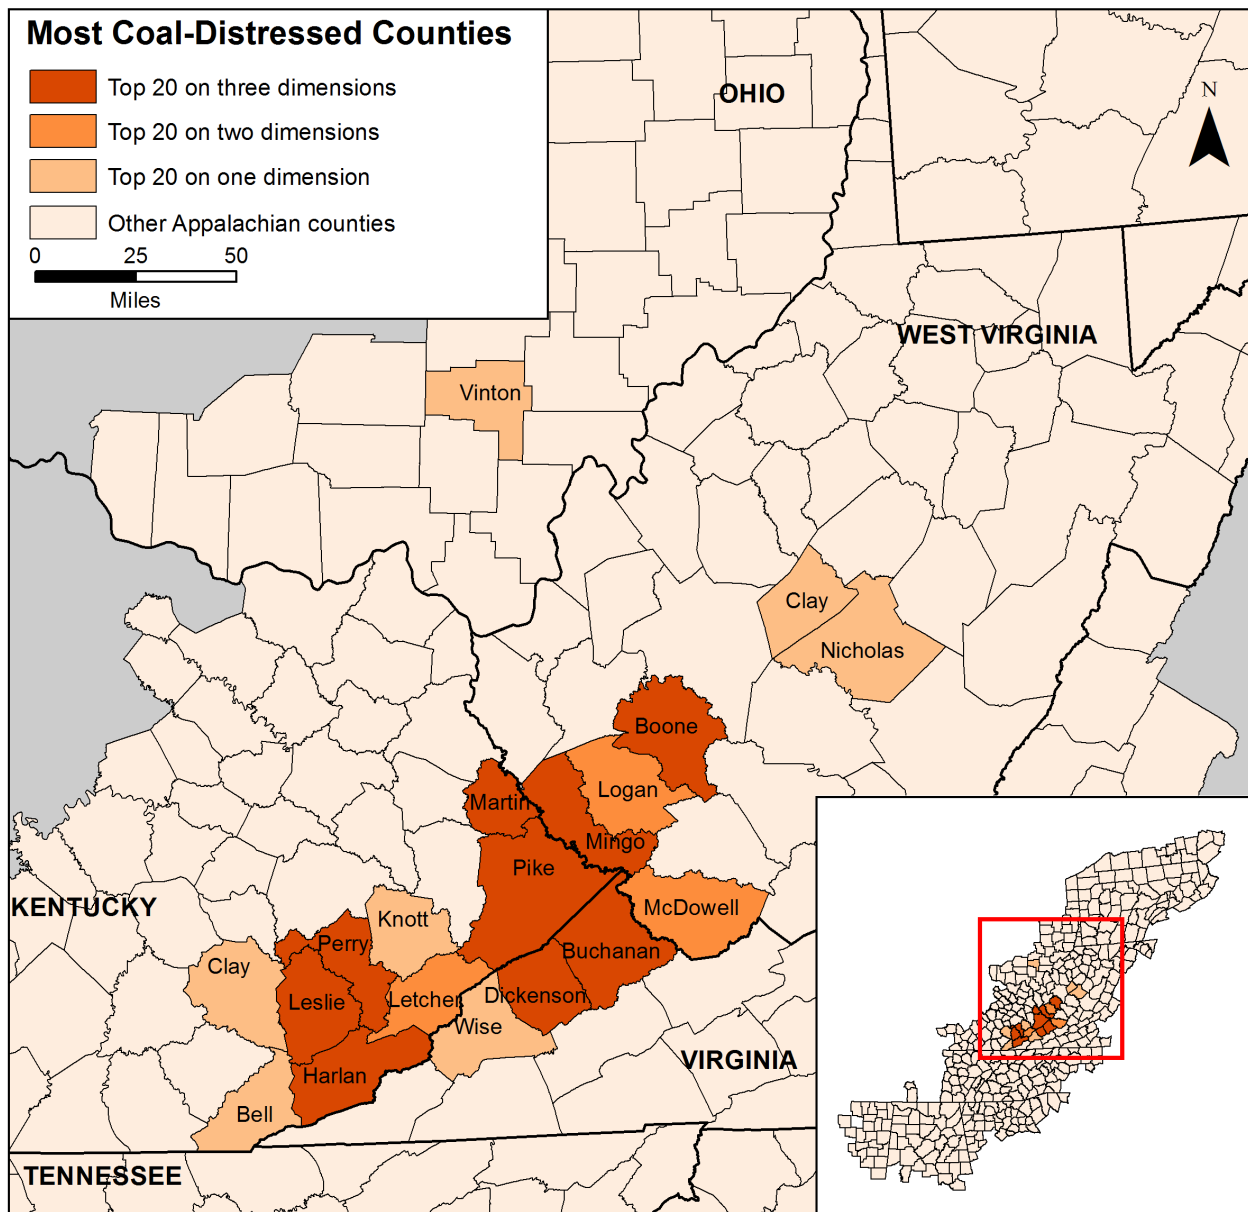 Most Coal-Distressed Counties
Top 20 on three dimensions
Top 20 on two dimensions
Top 20 on one dimension
Other Appalachian counties
0 25 50
Miles
OHIO
N
WEST VIRGINIA
Vinton
Clay
Nicholas
Boone
Logan
Martin
Mingo
Pike
KENTUCKY
McDowell
Knott
Perry
Buchanan
Clay
Leslie
Letcher
Dickenson
Wise
VIRGINIA
Harlan
Bell
TENNESSEE